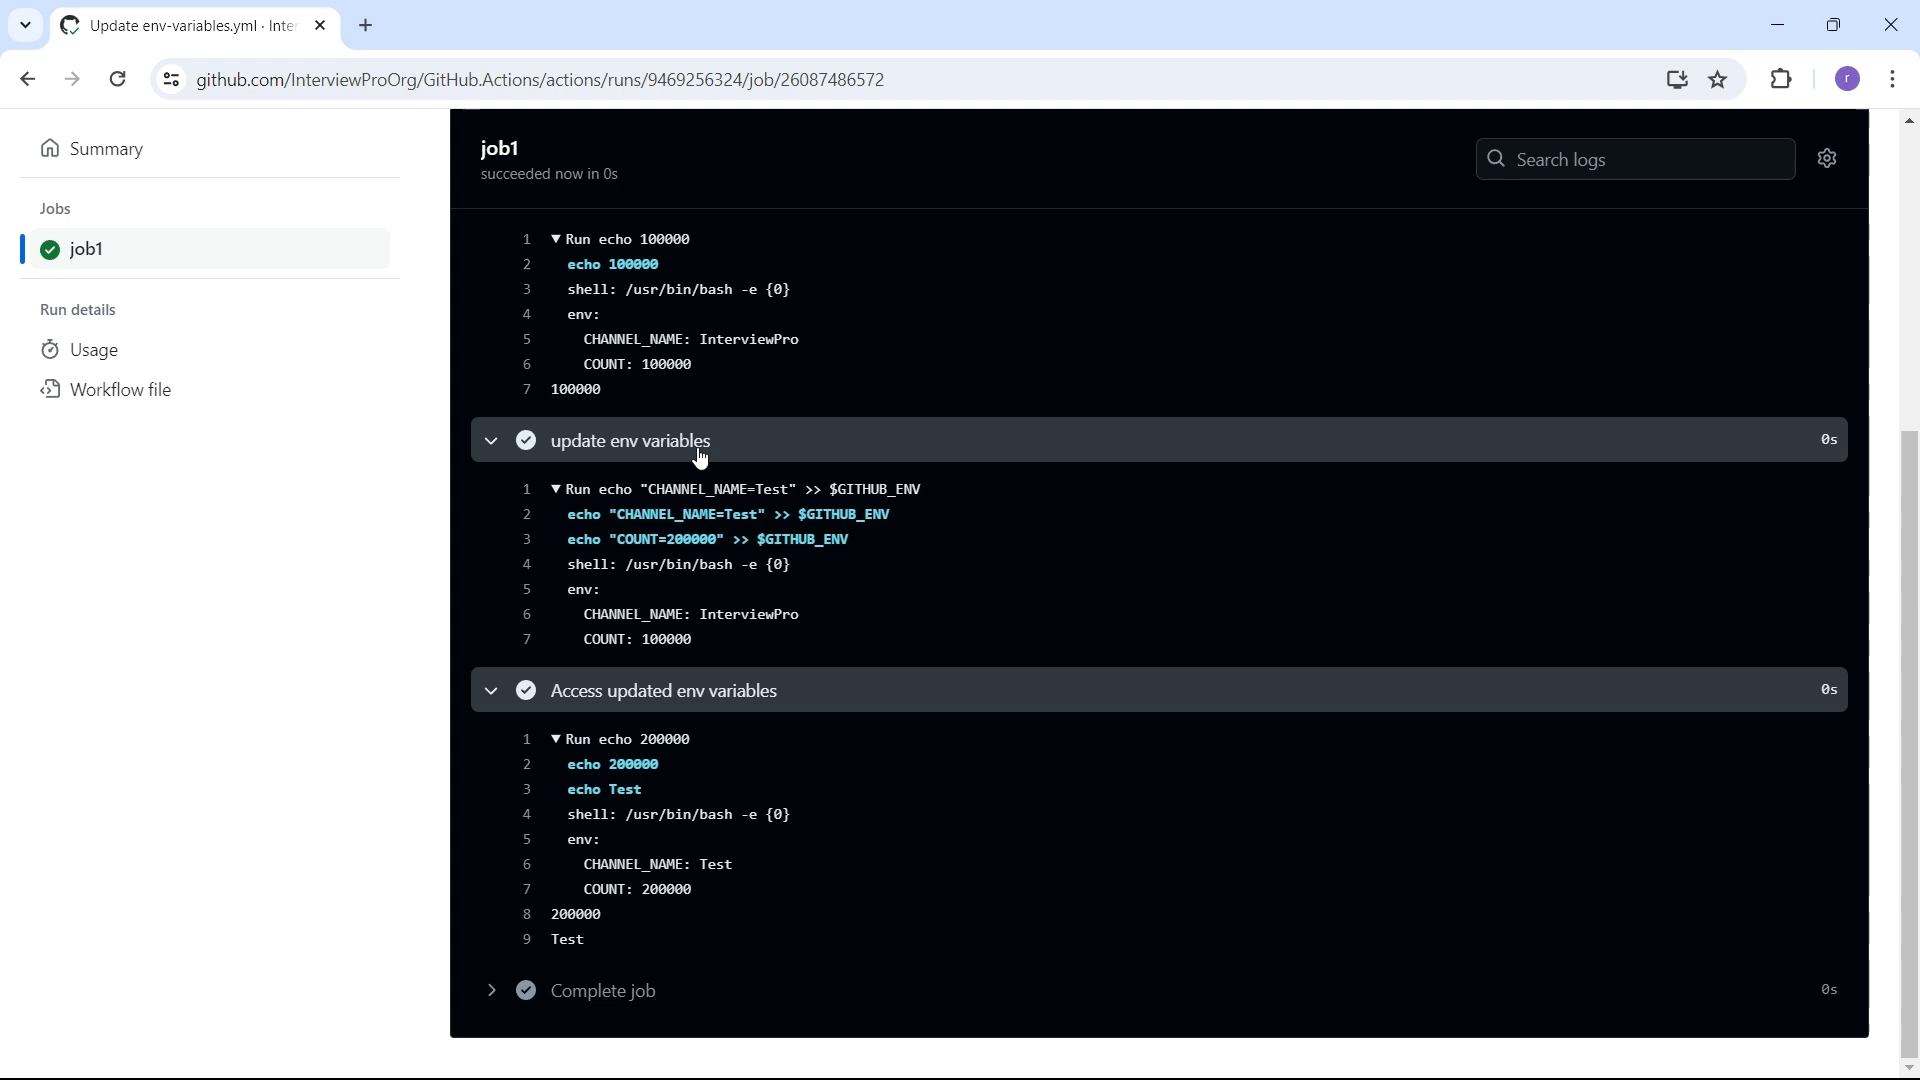 Update env-variables.yml · Inter
github.com/InterviewProOrg/GitHub.Actions/actions/runs/9469256324/job/26087486572
r
Summary
Jobs
job1
Run details
Usage
Workflow file
job1
succeeded now in 0s
Search logs
1 ▼ Run echo 100000
2 echo 100000
3 shell: /usr/bin/bash -e {0}
4 env:
5 CHANNEL_NAME: InterviewPro
6 COUNT: 100000
7 100000
update env variables 0s
1 ▼ Run echo "CHANNEL_NAME=Test" >> $GITHUB_ENV
2 echo "CHANNEL_NAME=Test" >> $GITHUB_ENV
3 echo "COUNT=200000" >> $GITHUB_ENV
4 shell: /usr/bin/bash -e {0}
5 env:
6 CHANNEL_NAME: InterviewPro
7 COUNT: 100000
Access updated env variables 0s
1 ▼ Run echo 200000
2 echo 200000
3 echo Test
4 shell: /usr/bin/bash -e {0}
5 env:
6 CHANNEL_NAME: Test
7 COUNT: 200000
8 200000
9 Test
Complete job 0s